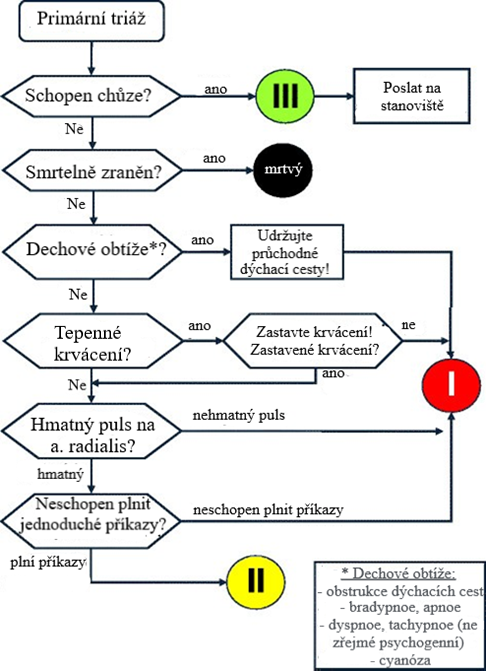 Primární triáž
Schopen chůze?
ano
III
Poslat na
stanoviště
Ne
Smrtelně zraněn?
ano
mrtvý
Ne
Dechové obtíže*?
ano
Udržujte
průchodné
dýchací cesty!
Ne
Tepenné
krvácení?
ano
Zastavte krvácení!
Zastavené krvácení?
ne
ano
Ne
I
Hmatný puls na
a. radialis?
nehmatný puls
hmatný
Neschopen plnit
jednoduché příkazy?
neschopen plnit příkazy
plní příkazy
II
* Dechové obtíže:
- obstrukce dýchacích cest
- bradypnoe, apnoe
- dyspnoe, tachypnoe (ne
zřejmé psychogenní)
- cyanóza